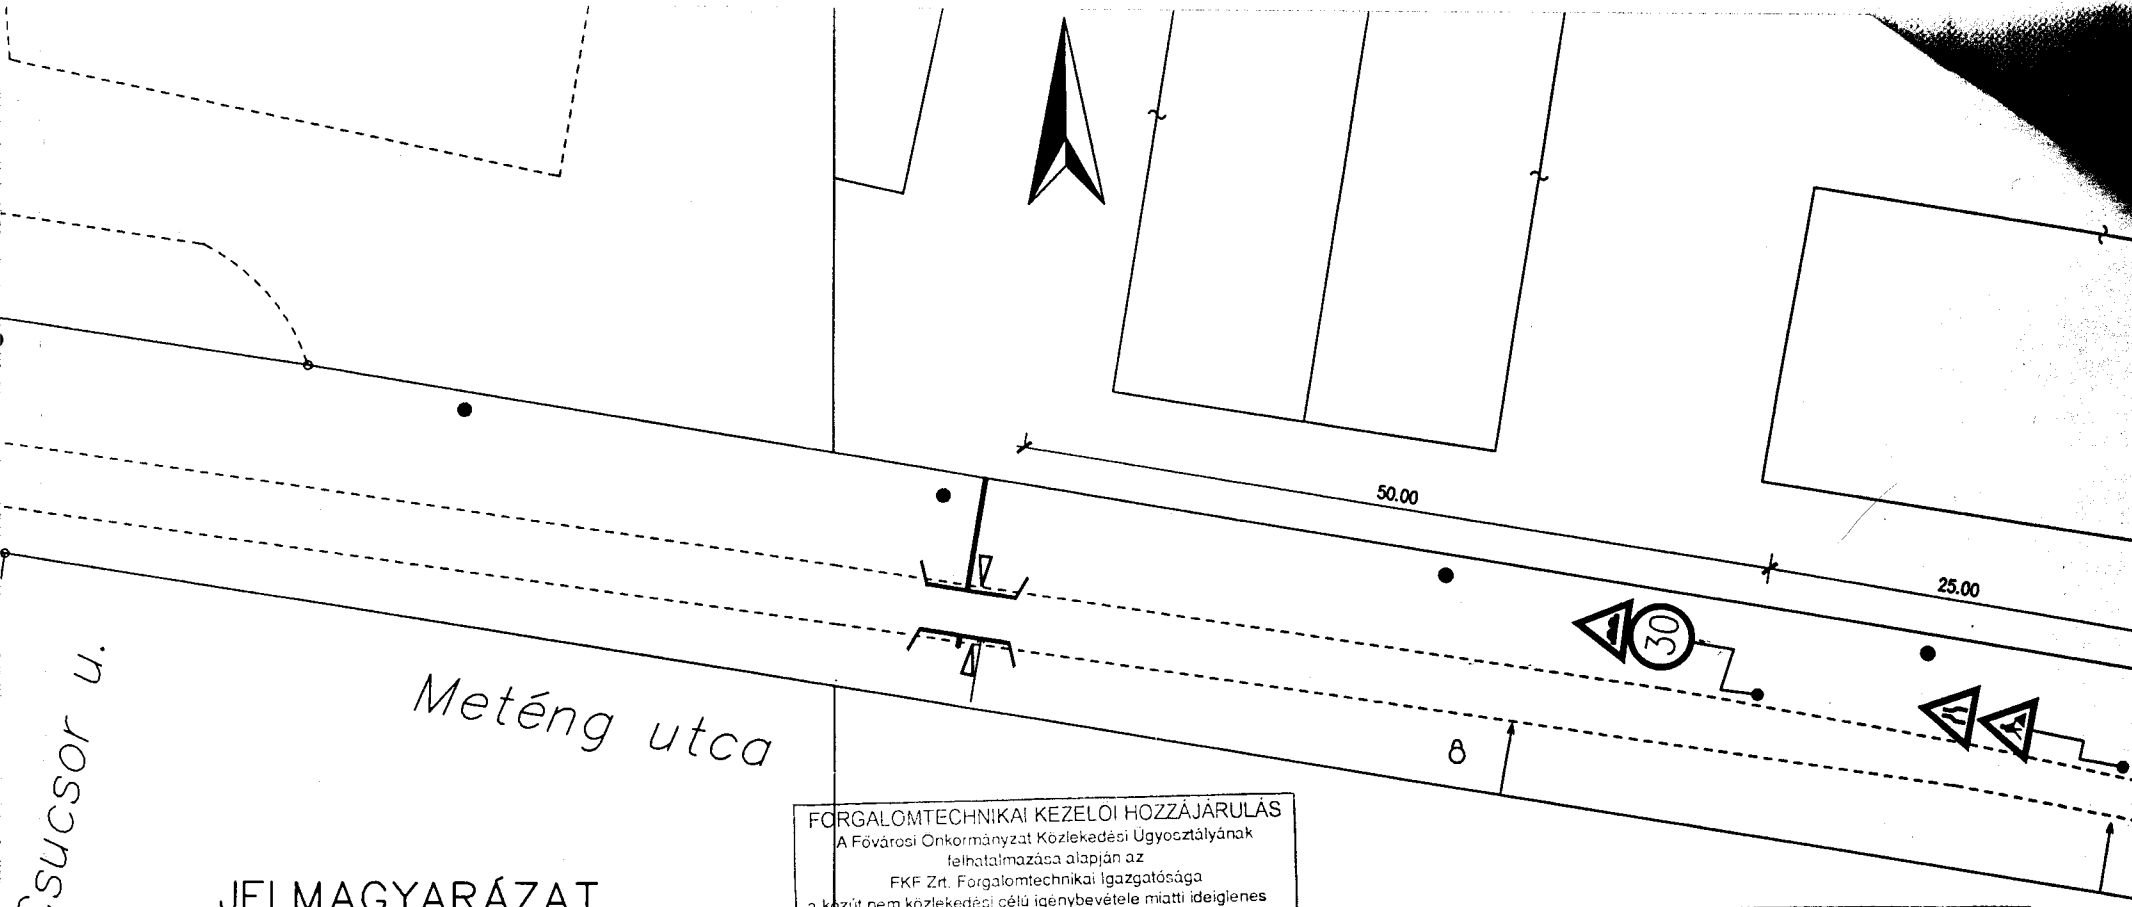 50.00
25.00
30
8
Meténg utca
Csucsor u.
JELMAGYARÁZAT
FORGALOMTECHNIKAI KEZELŐI HOZZÁJÁRULÁS
A Fővárosi Önkormányzat Közlekedési Ügyosztályának
felhatalmazása alapján az
FKF Zrt. Forgalomtechnikai Igazgatósága
a közút nem közlekedési célú igénybevétele miatti ideiglenes